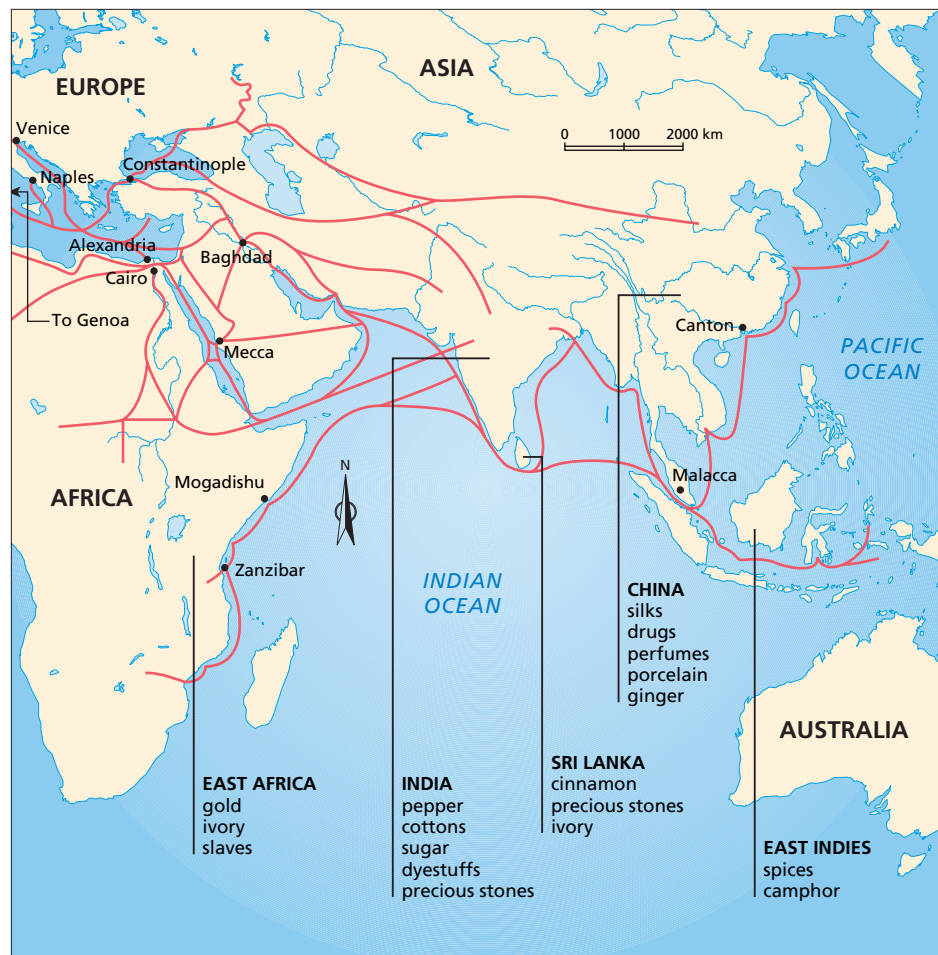 EUROPE
ASIA
Venice
0 1000 2000 km
Constantinople
Naples
Alexandria
Baghdad
Cairo
To Genoa
Canton
Mecca
PACIFIC
OCEAN
Malacca
Mogadishu
N
AFRICA
Zanzibar
INDIAN
OCEAN
CHINA
silks
drugs
perfumes
porcelain
ginger
AUSTRALIA
EAST AFRICA
gold
ivory
slaves
INDIA
pepper
cottons
sugar
dyestuffs
precious stones
SRI LANKA
cinnamon
precious stones
ivory
EAST INDIES
spices
camphor